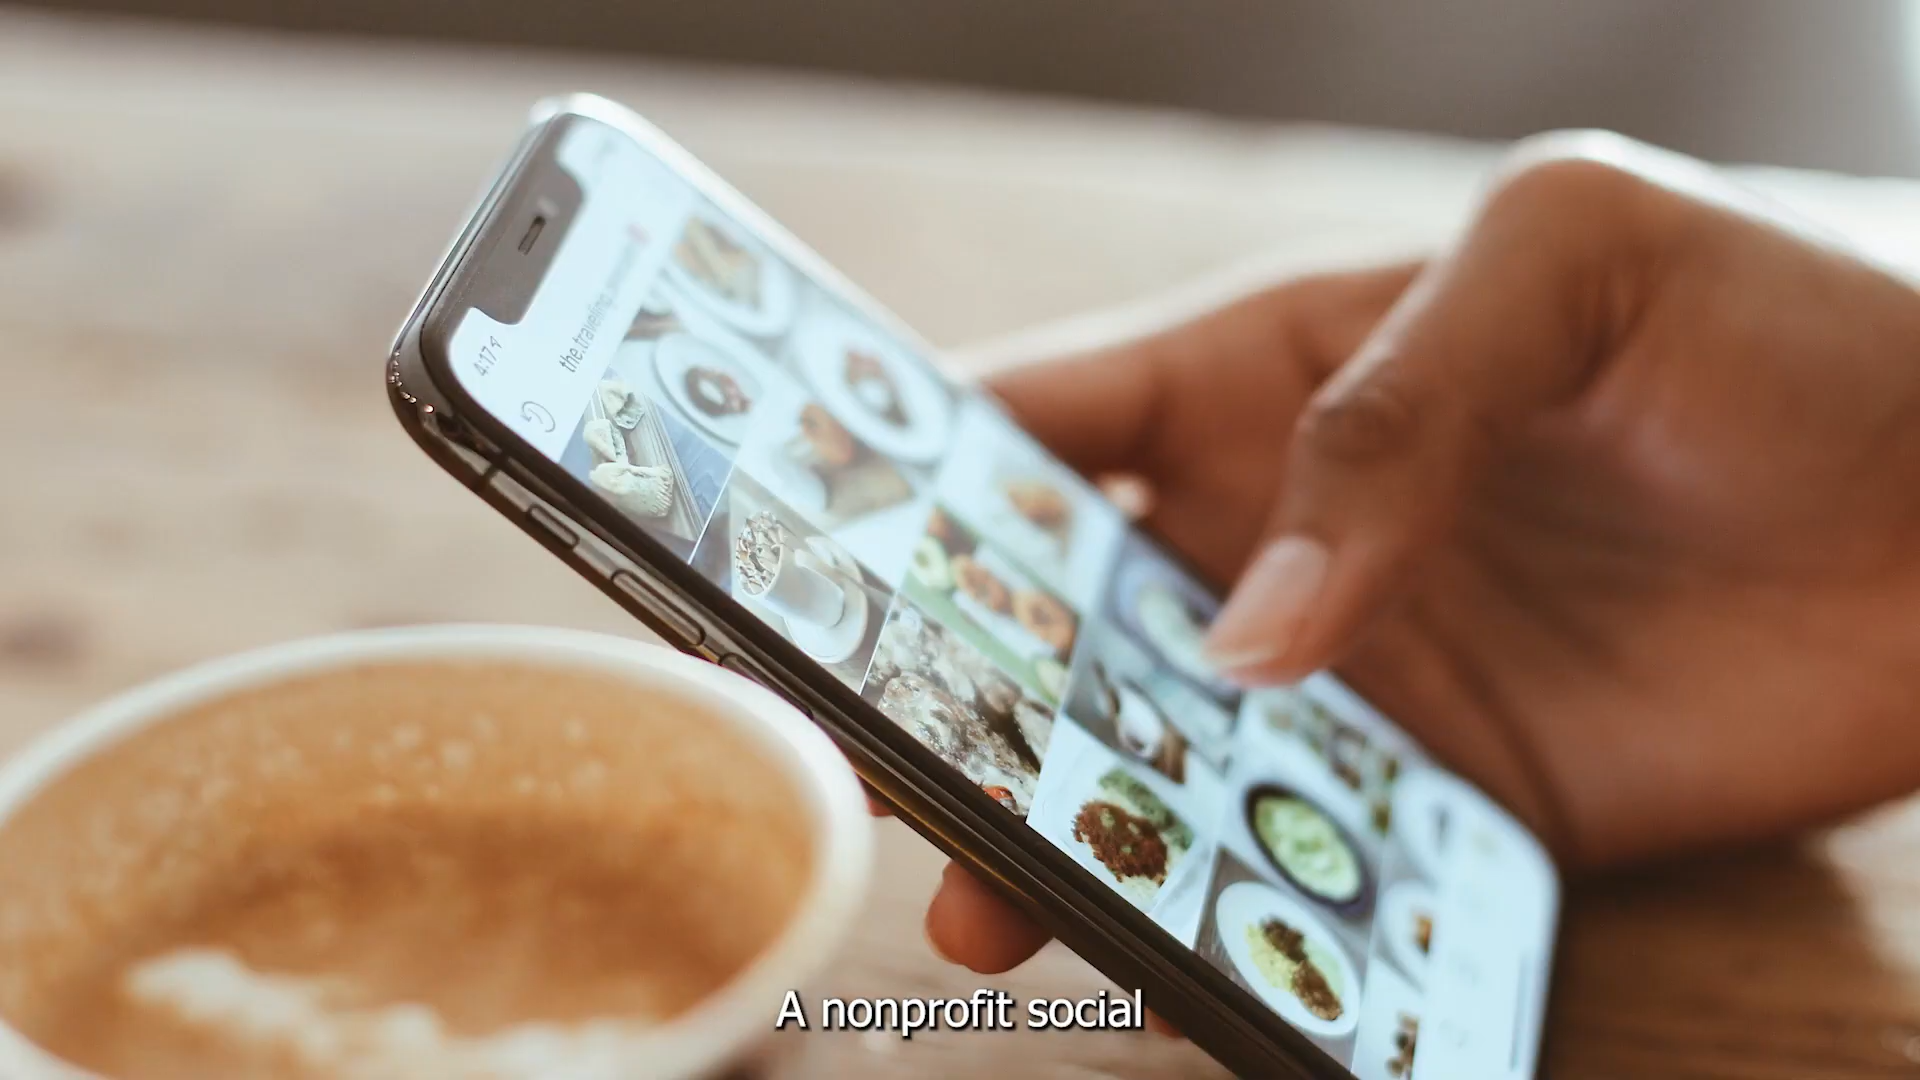 4:17
the.traveling
A nonprofit social